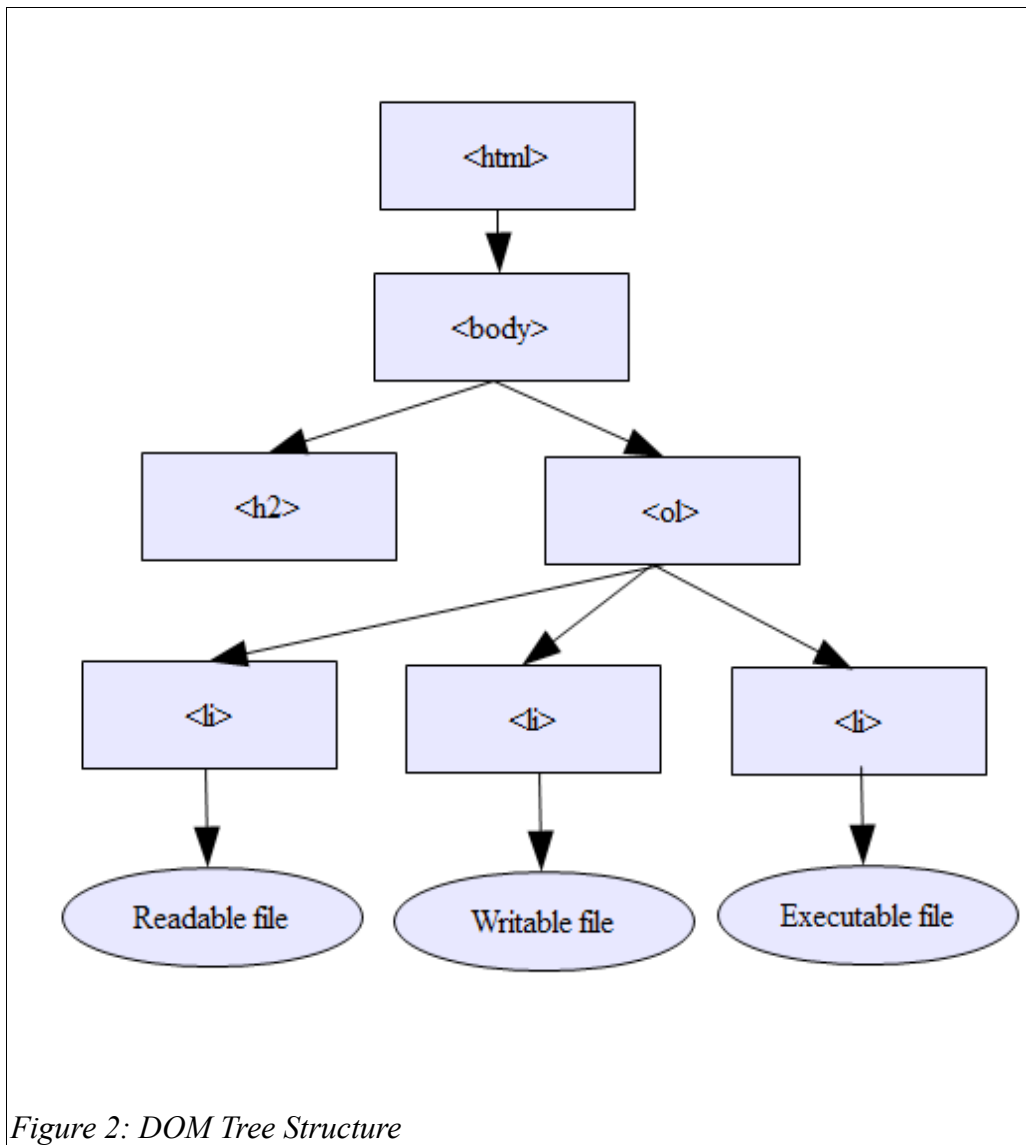 <html>
<body>
<h2>
<ol>
<li>
<li>
<li>
Readable file
Writable file
Executable file
Figure 2: DOM Tree Structure